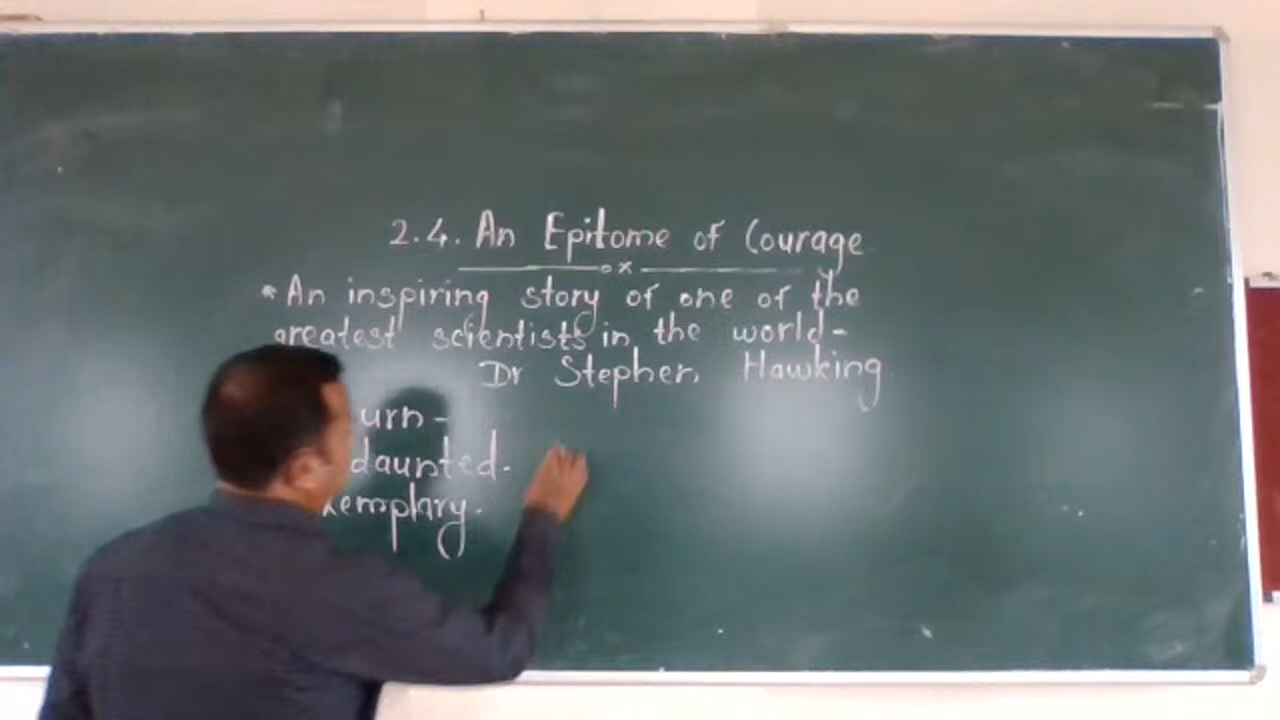 2.4. An Epitome of Courage
* An inspiring story of one of the
greatest scientists in the world-
Dr Stephen Hawking
urn-
daunted.
xemplary.